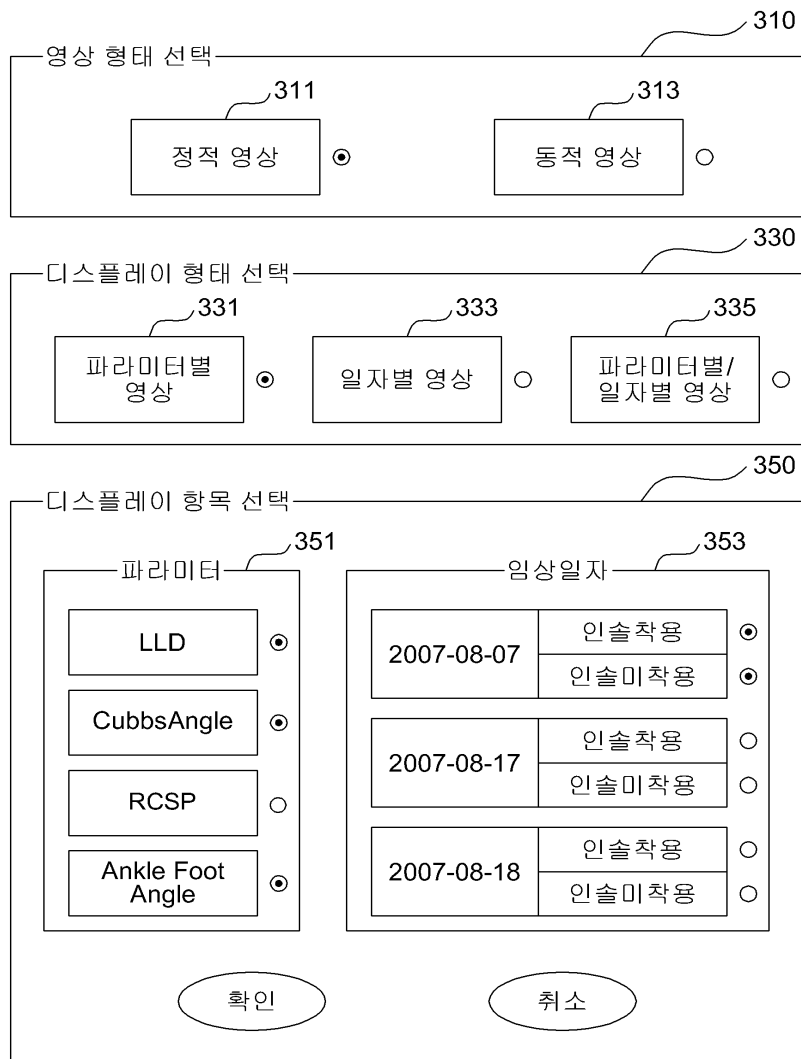 310
영상 형태 선택
311
313
정적 영상
동적 영상
330
디스플레이 형태 선택
331
333
335
파라미터별
영상
일자별 영상
파라미터별/
일자별 영상
350
디스플레이 항목 선택
351
353
파라미터
임상일자
LLD
CubbsAngle
RCSP
Ankle Foot
Angle
2007-08-07
인솔착용
인솔미착용
2007-08-17
인솔착용
인솔미착용
2007-08-18
인솔착용
인솔미착용
확인
취소